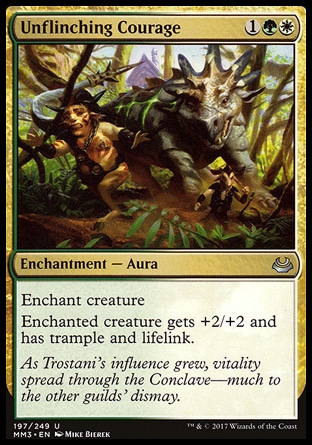 Unflinching Courage 1
Enchantment — Aura
Enchant creature
Enchanted creature gets +2/+2 and
has trample and lifelink.
As Trostani's influence grew, vitality
spread through the Conclave—much to
the other guilds' dismay.
197/249 U
MM3 • EN Mike Bierek
™ & © 2017 Wizards of the Coast